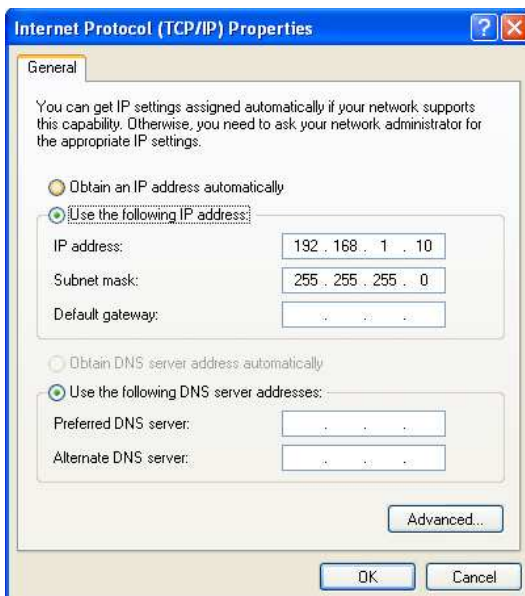 Internet Protocol (TCP/IP) Properties
General
You can get IP settings assigned automatically if your network supports
this capability. Otherwise, you need to ask your network administrator for
the appropriate IP settings.
Obtain an IP address automatically
Use the following IP address:
IP address: 192 . 168 . 1 . 10
Subnet mask: 255 . 255 . 255 . 0
Default gateway: . . .
Obtain DNS server address automatically
Use the following DNS server addresses:
Preferred DNS server: . . .
Alternate DNS server: . . .
Advanced...
OK Cancel